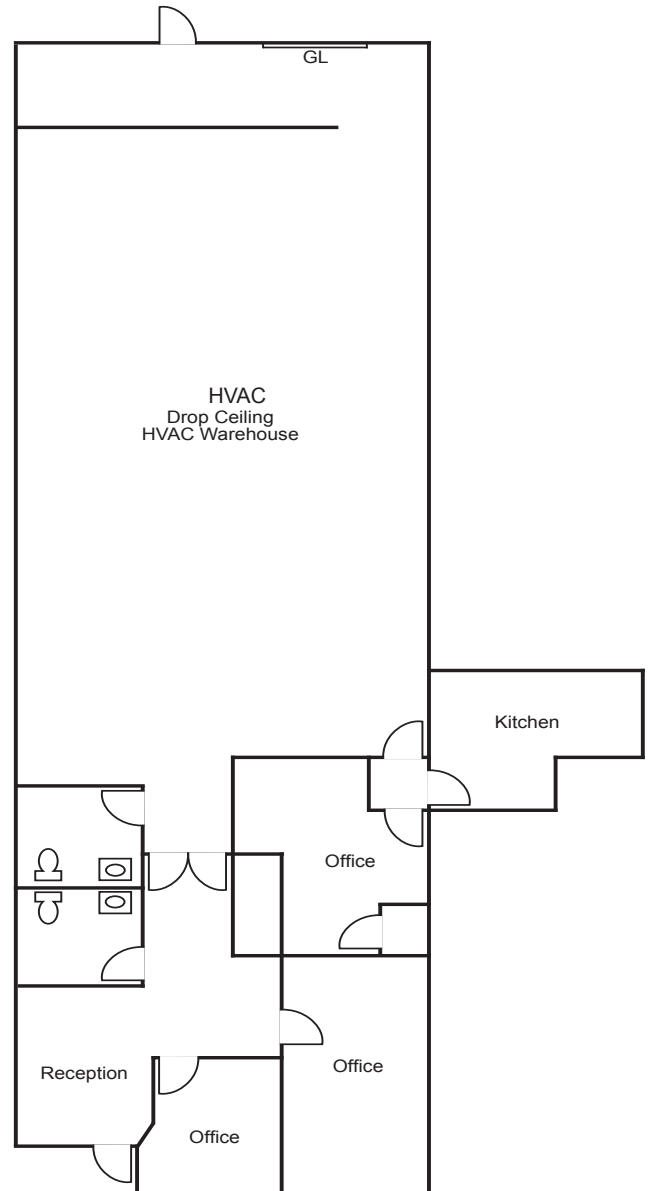 GL
HVAC
Drop Ceiling
HVAC Warehouse
Kitchen
Office
Office
Reception
Office